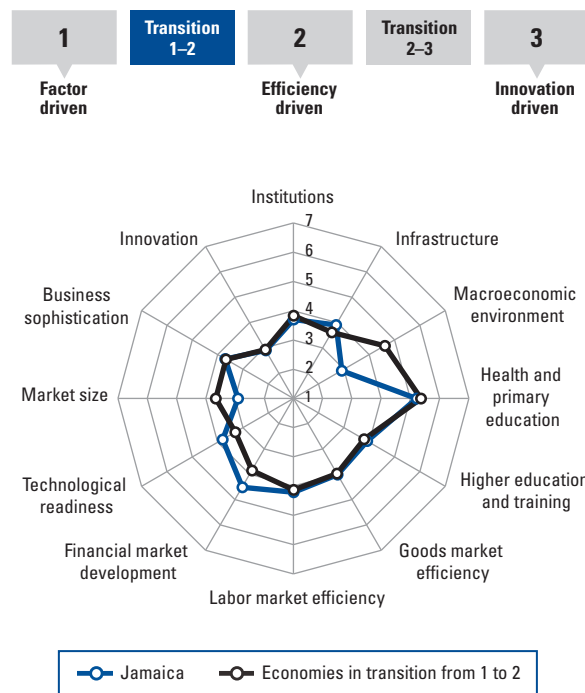 1
Transition
1–2
2
Transition
2–3
3
Factor
driven
Efficiency
driven
Innovation
driven
Institutions
7
6
5
4
3
2
1
Infrastructure
Macroeconomic
environment
Health and
primary
education
Higher education
and training
Goods market
efficiency
Labor market efficiency
Financial market
development
Technological
readiness
Market size
Business
sophistication
Innovation
Jamaica
Economies in transition from 1 to 2